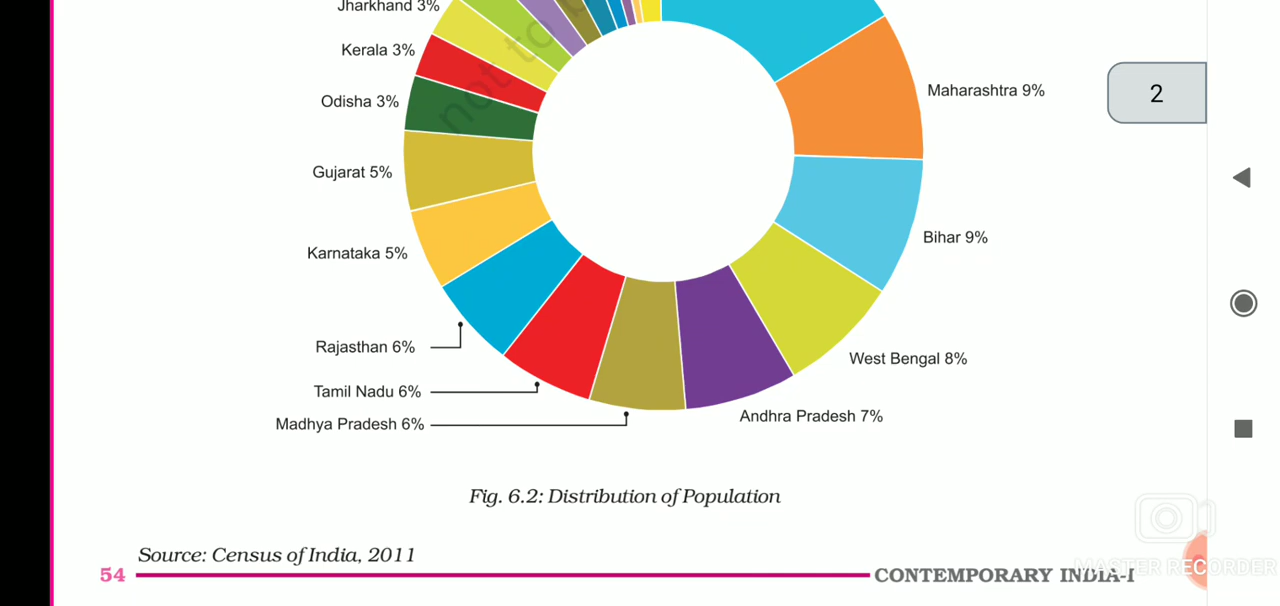 Jharkhand 3%
Kerala 3%
Odisha 3%
Gujarat 5%
Karnataka 5%
Rajasthan 6%
Tamil Nadu 6%
Madhya Pradesh 6%
Maharashtra 9%
2
Bihar 9%
West Bengal 8%
Andhra Pradesh 7%
not to
Fig. 6.2: Distribution of Population
Source: Census of India, 2011
54
CONTEMPORARY INDIA-I
MASTER RECORDER